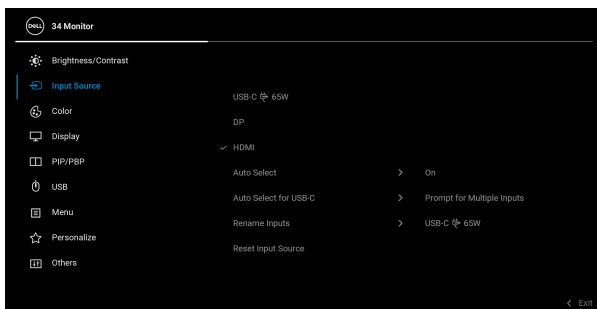 DELL 34 Monitor
Brightness/Contrast
Input Source
USB-C 65W
Color
DP
Display
HDMI
PIP/PBP
Auto Select > On
USB
Auto Select for USB-C > Prompt for Multiple Inputs
Menu
Rename Inputs > USB-C 65W
Personalize
Reset Input Source
Others
< Exit